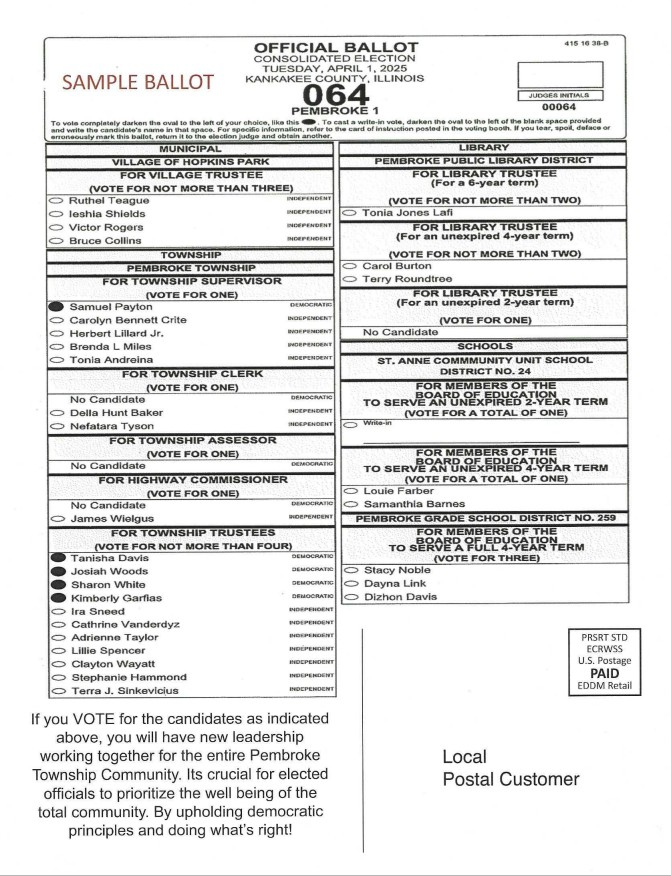 415 16 38-B
OFFICIAL BALLOT
CONSOLIDATED ELECTION
TUESDAY, APRIL 1, 2025
KANKAKEE COUNTY, ILLINOIS
SAMPLE BALLOT
064
PEMBROKE 1
JUDGES INITIALS
00064
To vote completely darken the oval to the left of your choice, like this . To cast a write-in vote, darken the oval to the left of the blank space provided
and write the candidate's name in that space. For specific information, refer to the card of instruction posted in the voting booth. If you tear, spoil, deface or
erroneously mark this ballot, return it to the election judge and obtain another.
MUNICIPAL
VILLAGE OF HOPKINS PARK
FOR VILLAGE TRUSTEE
(VOTE FOR NOT MORE THAN THREE)
Ruthel Teague INDEPENDENT
Ieshia Shields INDEPENDENT
Victor Rogers INDEPENDENT
Bruce Collins INDEPENDENT
TOWNSHIP
PEMBROKE TOWNSHIP
FOR TOWNSHIP SUPERVISOR
(VOTE FOR ONE)
Samuel Payton DEMOCRATIC
Carolyn Bennett Crite INDEPENDENT
Herbert Lillard Jr. INDEPENDENT
Brenda L Miles INDEPENDENT
Tonia Andreina INDEPENDENT
FOR TOWNSHIP CLERK
(VOTE FOR ONE)
No Candidate DEMOCRATIC
Della Hunt Baker INDEPENDENT
Nefatara Tyson INDEPENDENT
FOR TOWNSHIP ASSESSOR
(VOTE FOR ONE)
No Candidate DEMOCRATIC
FOR HIGHWAY COMMISSIONER
(VOTE FOR ONE)
No Candidate DEMOCRATIC
James Wielgus INDEPENDENT
FOR TOWNSHIP TRUSTEES
(VOTE FOR NOT MORE THAN FOUR)
Tanisha Davis DEMOCRATIC
Josiah Woods DEMOCRATIC
Sharon White DEMOCRATIC
Kimberly Garfias DEMOCRATIC
Ira Sneed INDEPENDENT
Cathrine Vanderdyz INDEPENDENT
Adrienne Taylor INDEPENDENT
Lillie Spencer INDEPENDENT
Clayton Wayatt INDEPENDENT
Stephanie Hammond INDEPENDENT
Terra J. Sinkevicius INDEPENDENT
LIBRARY
PEMBROKE PUBLIC LIBRARY DISTRICT
FOR LIBRARY TRUSTEE
(For a 6-year term)
(VOTE FOR NOT MORE THAN TWO)
Tonia Jones Lafi
FOR LIBRARY TRUSTEE
(For an unexpired 4-year term)
(VOTE FOR NOT MORE THAN TWO)
Carol Burton
Terry Roundtree
FOR LIBRARY TRUSTEE
(For an unexpired 2-year term)
(VOTE FOR ONE)
No Candidate
SCHOOLS
ST. ANNE COMMMUNITY UNIT SCHOOL
DISTRICT NO. 24
FOR MEMBERS OF THE
BOARD OF EDUCATION
TO SERVE AN UNEXPIRED 2-YEAR TERM
(VOTE FOR A TOTAL OF ONE)
Write-in
FOR MEMBERS OF THE
BOARD OF EDUCATION
TO SERVE AN UNEXPIRED 4-YEAR TERM
(VOTE FOR A TOTAL OF ONE)
Louie Farber
Samanthia Barnes
PEMBROKE GRADE SCHOOL DISTRICT NO. 259
FOR MEMBERS OF THE
BOARD OF EDUCATION
TO SERVE A FULL 4-YEAR TERM
(VOTE FOR THREE)
Stacy Noble
Dayna Link
Dizhon Davis
If you VOTE for the candidates as indicated
above, you will have new leadership
working together for the entire Pembroke
Township Community. Its crucial for elected
officials to prioritize the well being of the
total community. By upholding democratic
principles and doing what's right!
PRSRT STD
ECRWSS
U.S. Postage
PAID
EDDM Retail
Local
Postal Customer